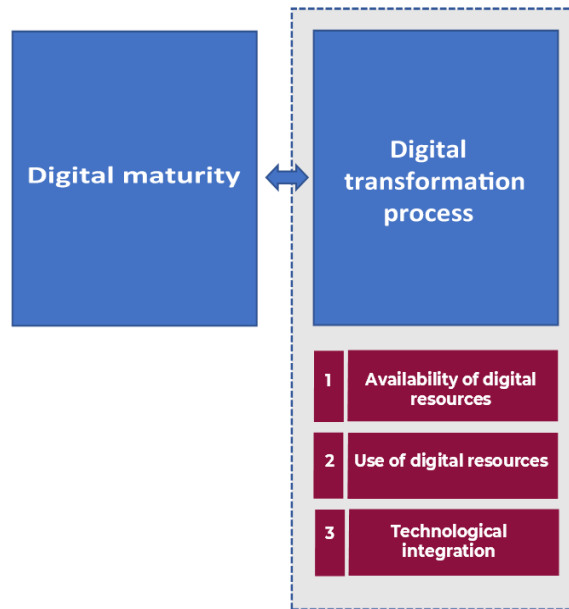 Digital maturity
Digital
transformation
process
1
Availability of digital
resources
2
Use of digital resources
3
Technological
integration